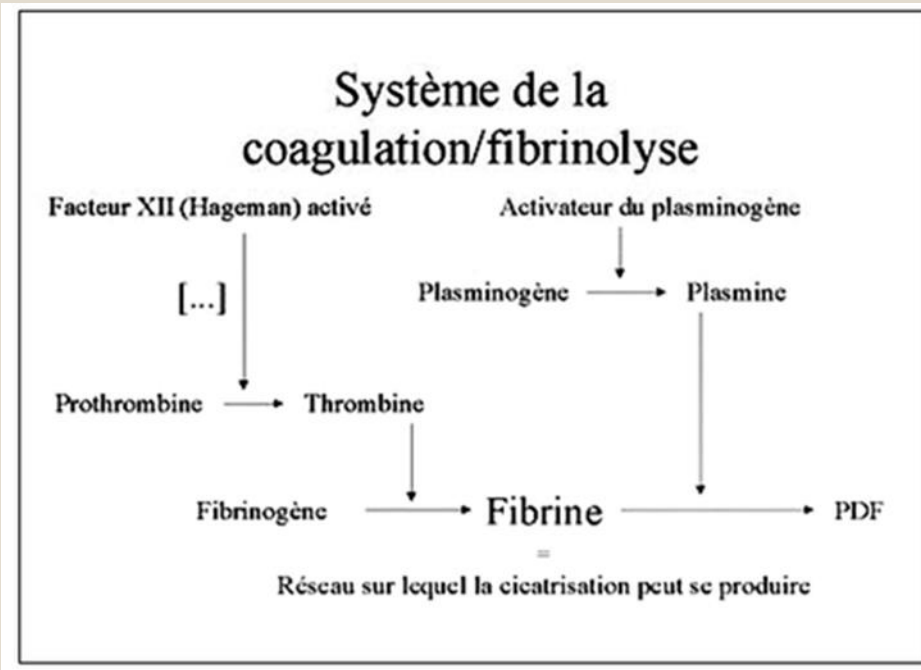 Système de la
coagulation/fibrinolyse
Facteur XII (Hageman) activé
Activateur du plasminogène
[...]
Plasminogène
Plasmine
Prothrombine
Thrombine
Fibrinogène
Fibrine
PDF
=
Réseau sur lequel la cicatrisation peut se produire